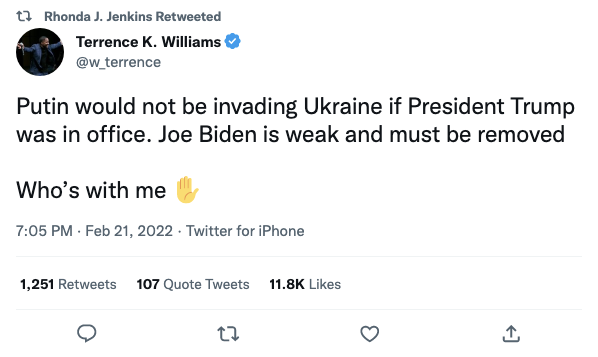 Rhonda J. Jenkins Retweeted
Terrence K. Williams
@w_terrence
Putin would not be invading Ukraine if President Trump
was in office. Joe Biden is weak and must be removed
Who's with me ✋
7:05 PM · Feb 21, 2022 · Twitter for iPhone
1,251 Retweets 107 Quote Tweets 11.8K Likes